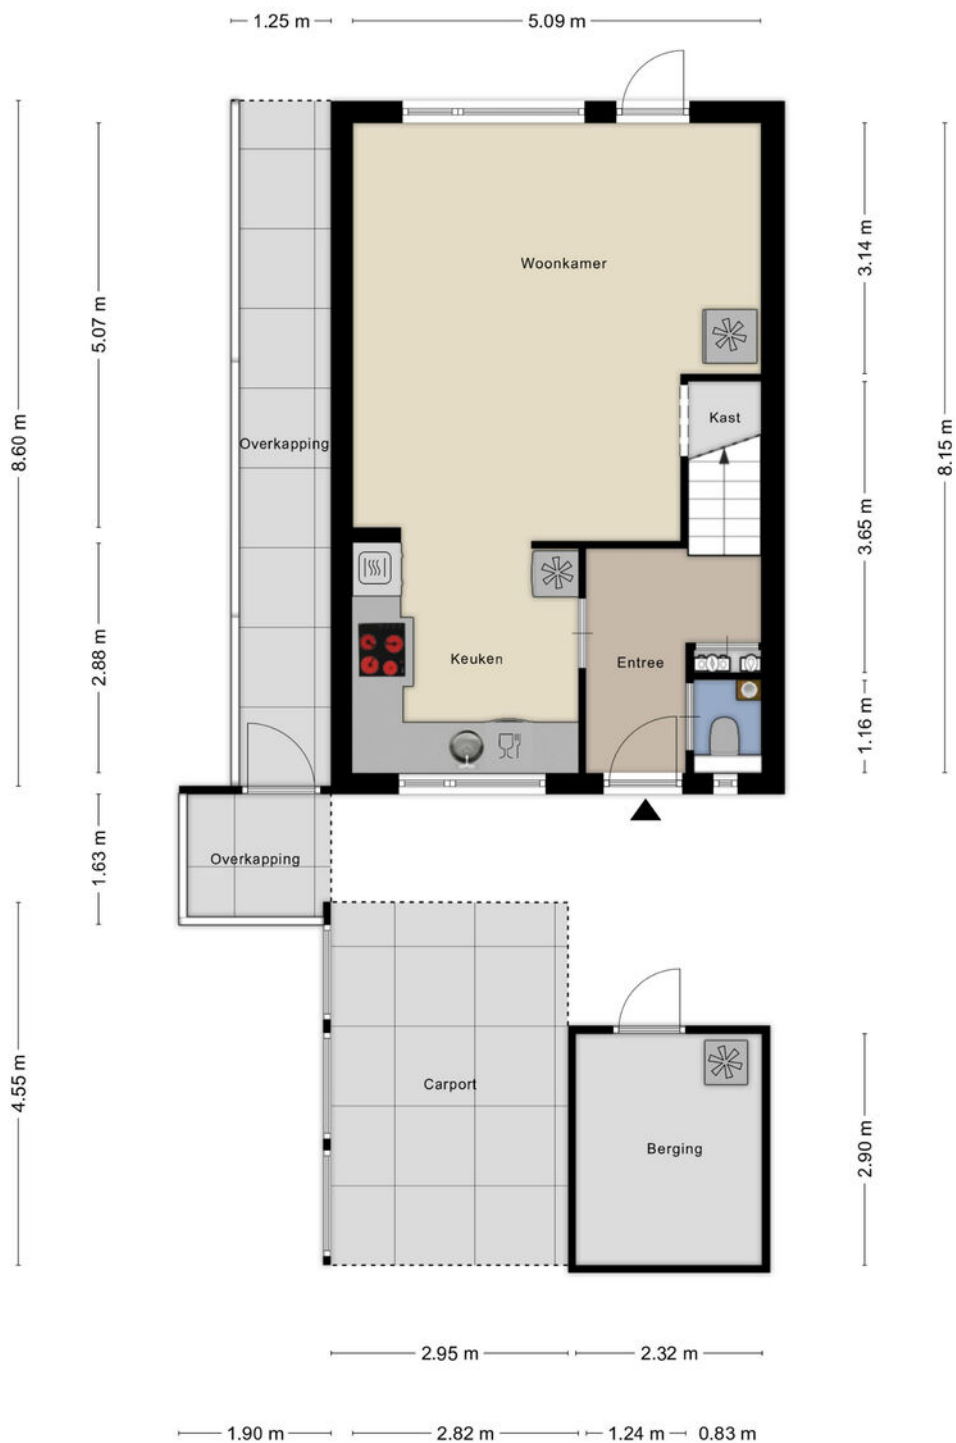 1.25 m
5.09 m
8.60 m
5.07 m
2.88 m
1.63 m
4.55 m
3.14 m
3.65 m
1.16 m
8.15 m
2.90 m
Woonkamer
Kast
Overkapping
Keuken
Entree
Overkapping
Carport
Berging
2.95 m
2.32 m
1.90 m
2.82 m
1.24 m
0.83 m